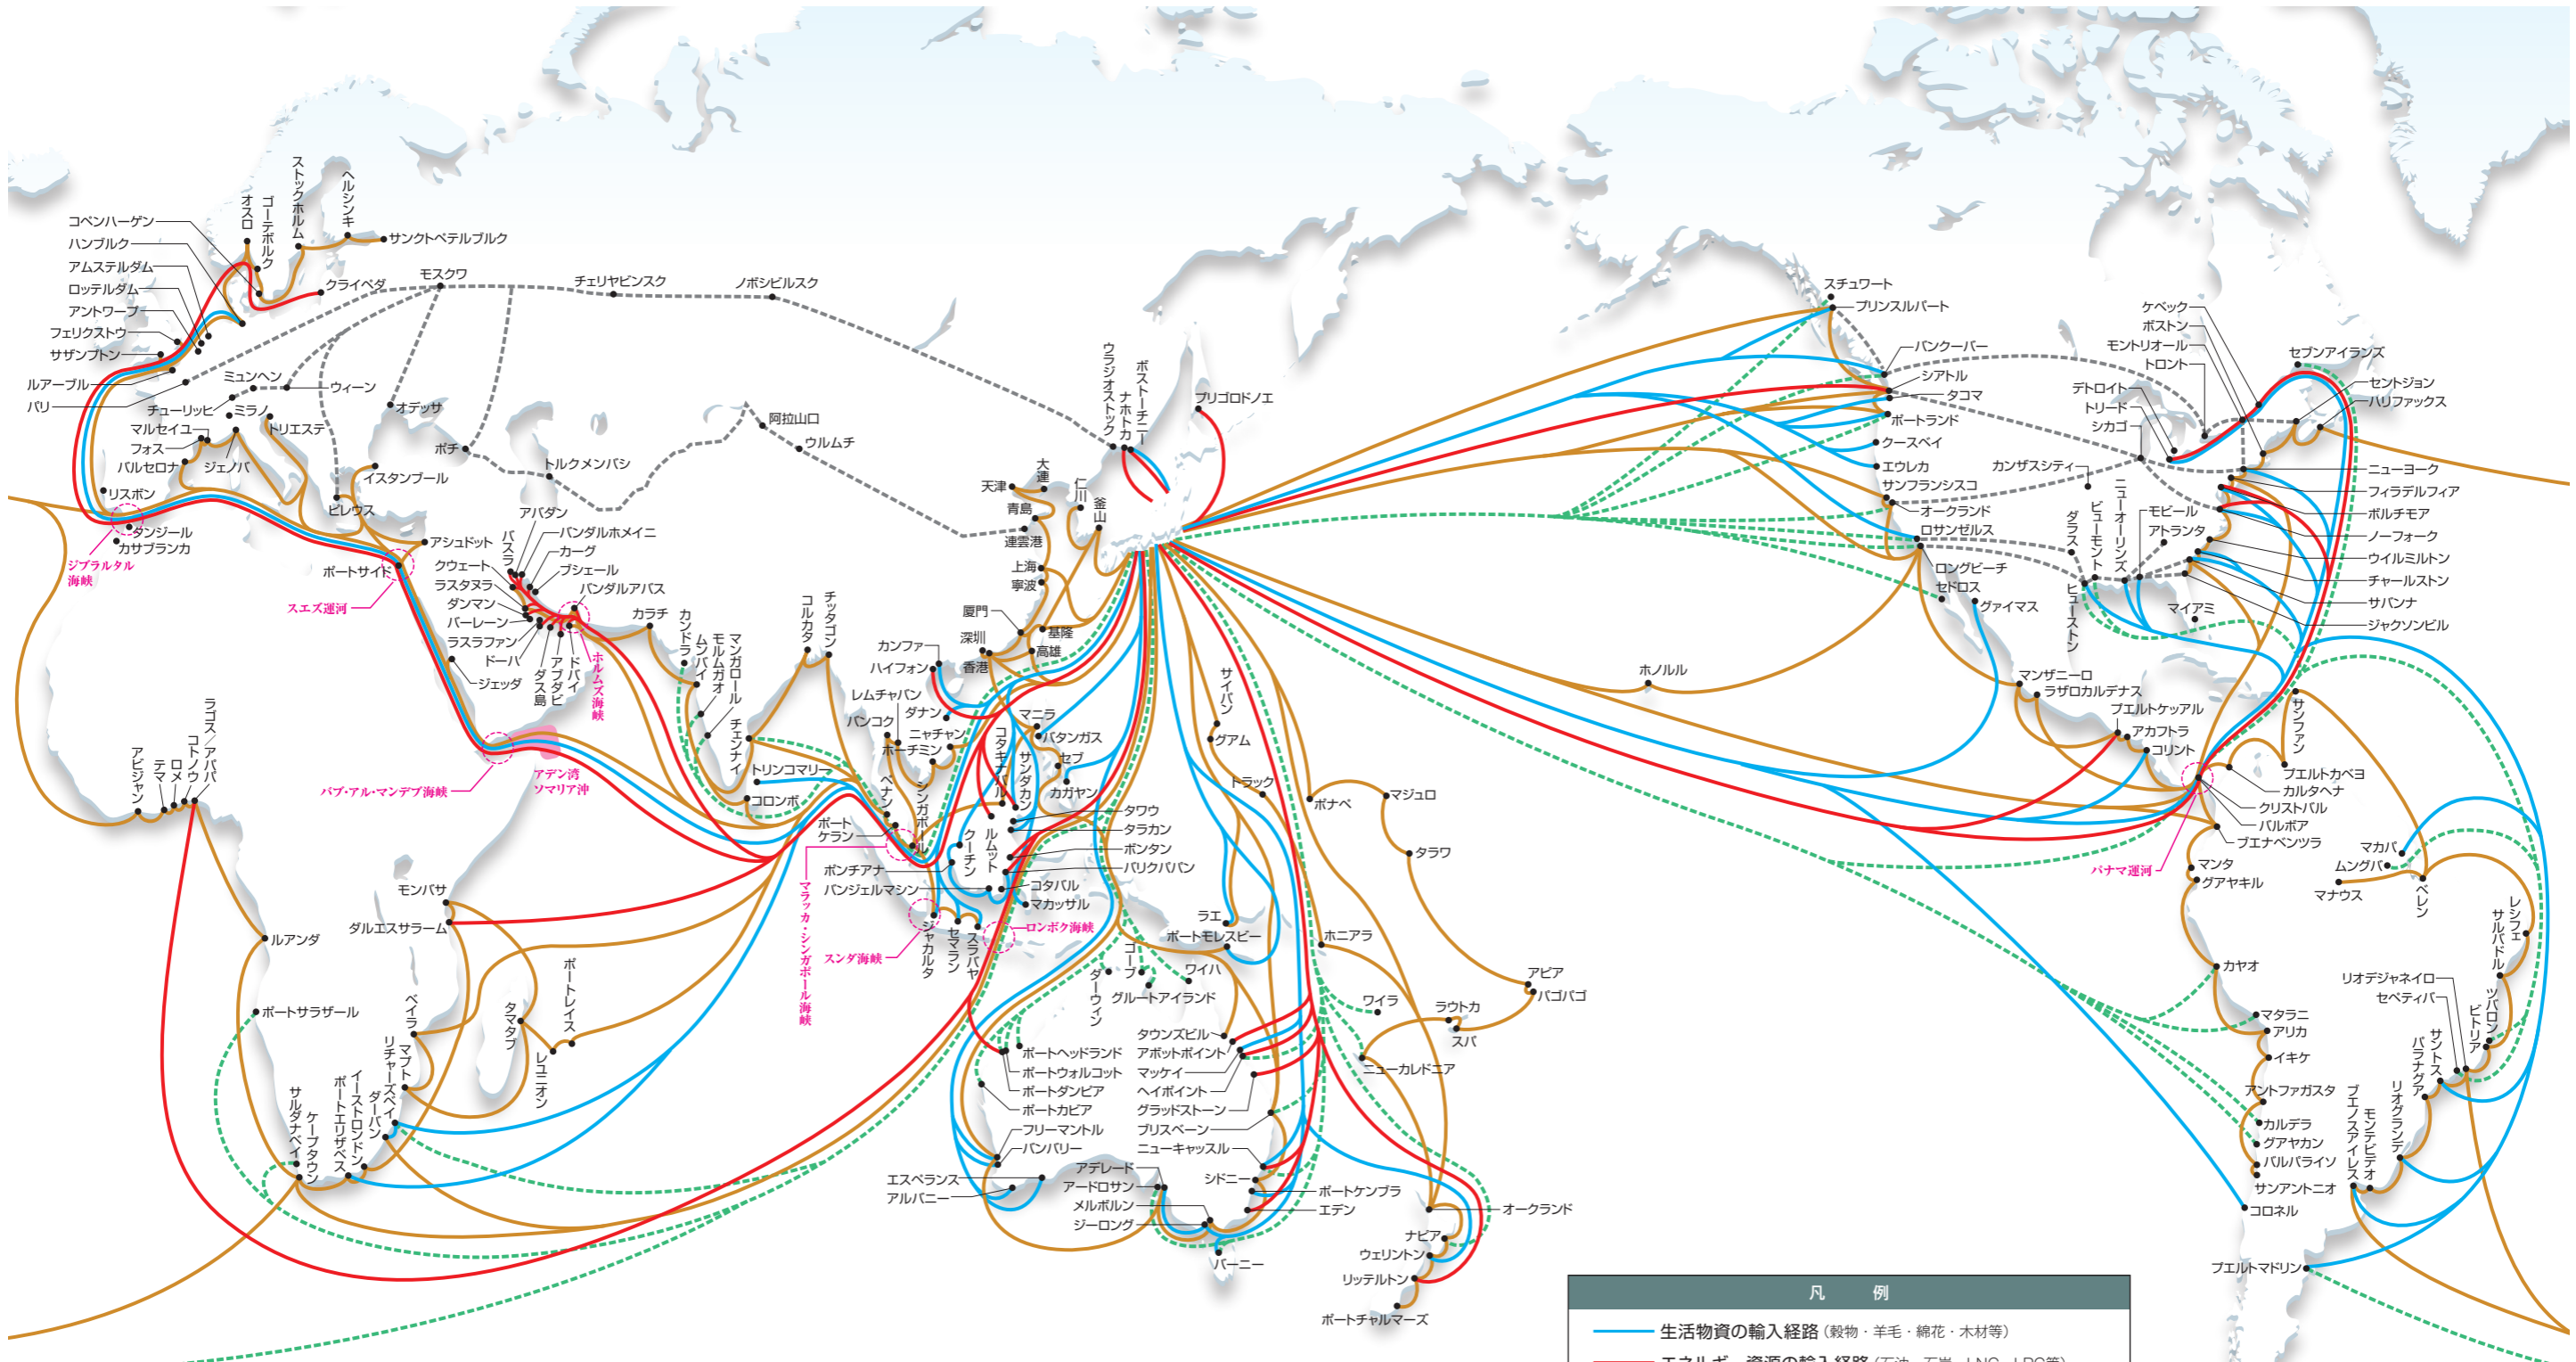 コペンハーゲン
ハンブルク
アムステルダム
ロッテルダム
アントワープ
フェリクストウ
サザンプトン
ルアーブル
パリ
オスロ
ゴーテボルク
ストックホルム
ヘルシンキ
サンクトペテルブルク
クライペダ
モスクワ
チェリヤビンスク
ノボシビルスク
ミュンヘン
ウィーン
チューリッヒ
ミラノ
マルセイユ
フォス
バルセロナ
ジェノバ
トリエステ
オデッサ
ポチ
イスタンブール
トルクメンバシ
阿拉山口
ウルムチ
リスボン
タンジール
カサブランカ
ジブラルタル
海峡
ピレウス
アシュドット
ポートサイド
スエズ運河
アバダン
バスラ
バンダルホメイニ
カーグ
ブシェール
バンダルアバス
クウェート
ラスタヌラ
ダンマン
バーレーン
ラスラファン
ドーハ
ダス島
アブダビ
ドバイ
ホルムズ海峡
ジェッダ
バブ・アル・マンデブ海峡
アデン湾
ソマリア沖
カラチ
カンドラ
ムンバイ
モルムガオ
マンガロール
チェンナイ
コルカタ
チッタゴン
トリンコマリー
コロンボ
アビジャン
テマ
ロメ
コトノウ
ラゴス/アパパ
モンバサ
ダルエスサラーム
ルアンダ
ポートサラザール
ベイラ
マプト
リチャーズベイ
ダーバン
イーストロンドン
ポートエリザベス
ケープタウン
サルダナベイ
タマタブ
ポートレイス
レユニオン
ウラジオストック
ナホトカ
ボストーチニー
プリゴロドノエ
大連
天津
仁川
釜山
青島
連雲港
上海
寧波
厦門
基隆
深圳
高雄
香港
カンファ
ハイフォン
レムチャバン
ダナン
バンコク
ニャチャン
ホーチミン
マニラ
バタンガス
コタキナバル
サンダカン
セブ
カガヤン
ペナン
シンガポール
ポート
ケラン
マラッカ・シンガポール海峡
クーチン
ルムット
タワウ
タラカン
ボンタン
バリクパパン
ポンチアナ
バンジェルマシン
コタバル
マカッサル
ロンボク海峡
ジャカルタ
セマラン
スラバヤ
スンダ海峡
サイパン
グアム
トラック
ポナペ
マジュロ
タラワ
ラエ
ポートモレスビー
ホニアラ
ダーウィン
ゴーブ
ワイハ
グルートアイランド
アピア
パゴパゴ
ワイラ
ラウトカ
スバ
ニューカレドニア
ポートヘッドランド
ポートウォルコット
ポートダンピア
ポートカビア
フリーマントル
バンバリー
エスペランス
アルバニー
タウンズビル
アボットポイント
マッケイ
ヘイポイント
グラッドストーン
ブリスベーン
ニューキャッスル
シドニー
ポートケンブラ
エデン
アデレード
アードロサン
メルボルン
ジーロング
バーニー
オークランド
ナピア
ウェリントン
リッテルトン
ポートチャルマーズ
ホノルル
スチュワート
プリンスルパート
バンクーバー
シアトル
タコマ
ポートランド
クースベイ
エウレカ
サンフランシスコ
オークランド
ロサンゼルス
ロングビーチ
セドロス
グァイマス
カンザスシティ
ダラス
ビューモント
ニューオーリンズ
モビール
アトランタ
ヒューストン
マイアミ
ケベック
ボストン
モントリオール
トロント
デトロイト
トリード
シカゴ
セブンアイランズ
セントジョン
ハリファックス
ニューヨーク
フィラデルフィア
ボルチモア
ノーフォーク
ウイルミルトン
チャールストン
サバンナ
ジャクソンビル
マンザニーロ
ラザロカルデナス
プエルトケッアル
アカフトラ
コリント
サンファン
プエルトカベヨ
カルタヘナ
クリストバル
バルボア
ブエナベンツラ
パナマ運河
マンタ
グアヤキル
マカパ
ムングバ
マナウス
ベレン
レシフェ
サルバドル
カヤオ
リオデジャネイロ
セペティバ
ツバロン
ビトリア
マタラニ
アリカ
イキケ
アントファガスタ
カルデラ
グアヤカン
バルパライソ
サンアントニオ
コロネル
サントス
パラナグア
リオグランデ
モンテビデオ
ブエノスアイレス
プエルトマドリン
凡 例
生活物資の輸入経路(穀物・羊毛・綿花・木材等)
エネルギー資源の輸入経路(石油・石炭・LNG・LPG等)